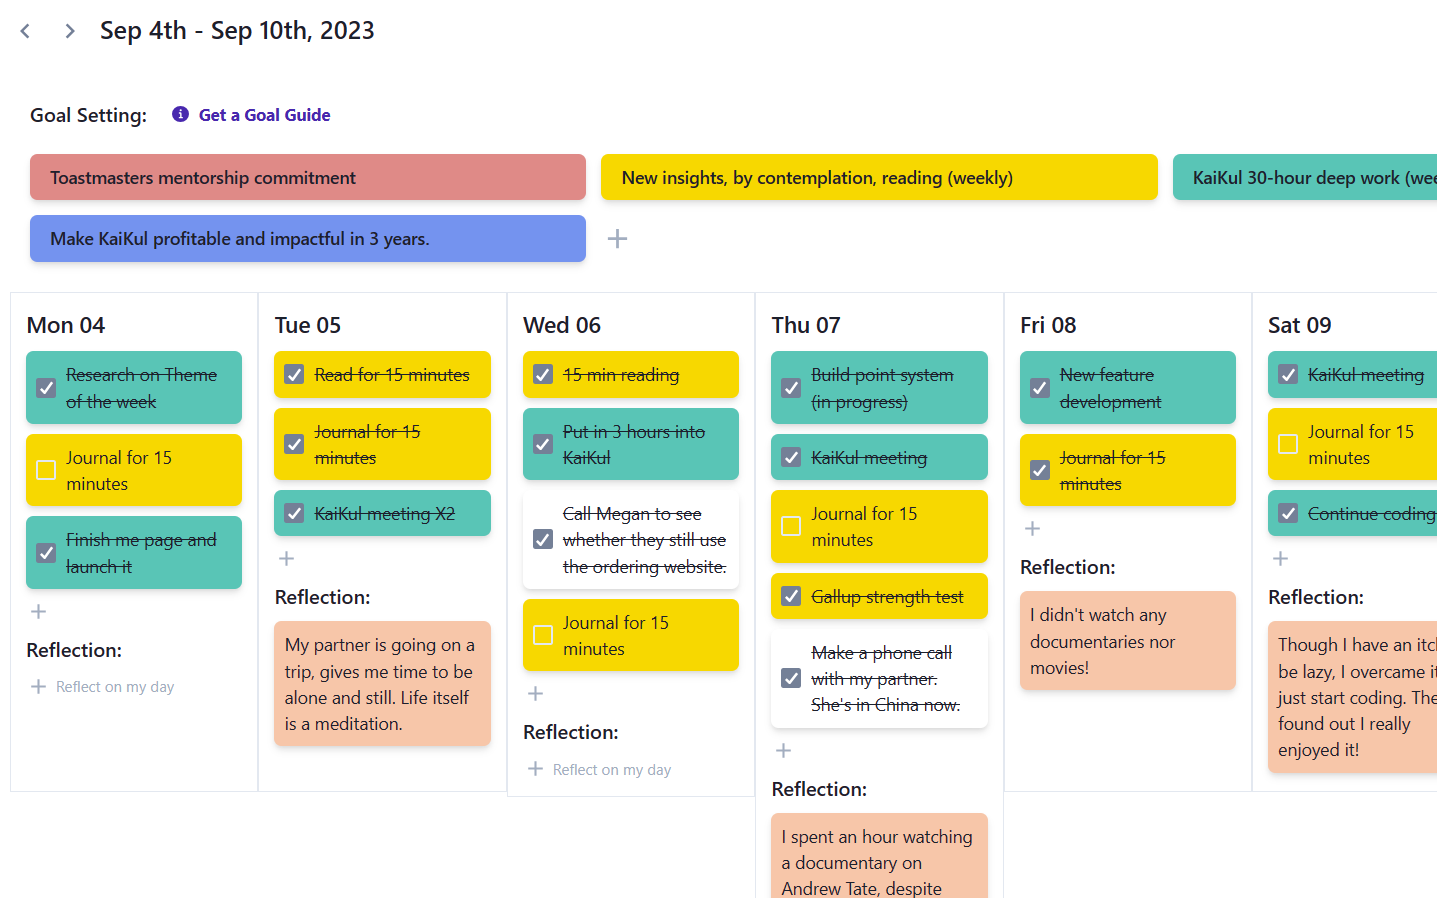 Sep 4th - Sep 10th, 2023
Goal Setting:
Get a Goal Guide
Toastmasters mentorship commitment
New insights, by contemplation, reading (weekly)
KaiKul 30-hour deep work
Make KaiKul profitable and impactful in 3 years.
Mon 04
Research on Theme
of the week
Journal for 15
minutes
Finish me page and
launch it
Reflection:
Reflect on my day
Tue 05
Read for 15 minutes
Journal for 15
minutes
KaiKul meeting X2
Reflection:
My partner is going on a
trip, gives me time to be
alone and still. Life itself
is a meditation.
Wed 06
15 min reading
Put in 3 hours into
KaiKul
Call Megan to see
whether they still use
the ordering website.
Journal for 15
minutes
Reflection:
Reflect on my day
Thu 07
Build point system
(in progress)
KaiKul meeting
Journal for 15
minutes
Gallup strength test
Make a phone call
with my partner.
She's in China now.
Reflection:
I spent an hour watching
a documentary on
Andrew Tate, despite
Fri 08
New feature
development
Journal for 15
minutes
Reflection:
I didn't watch any
documentaries nor
movies!
Sat 09
KaiKul meeting
Journal for 15
minutes
Continue coding
Reflection:
Though I have an
be lazy, I overcame
just start coding.
found out I really
enjoyed it!